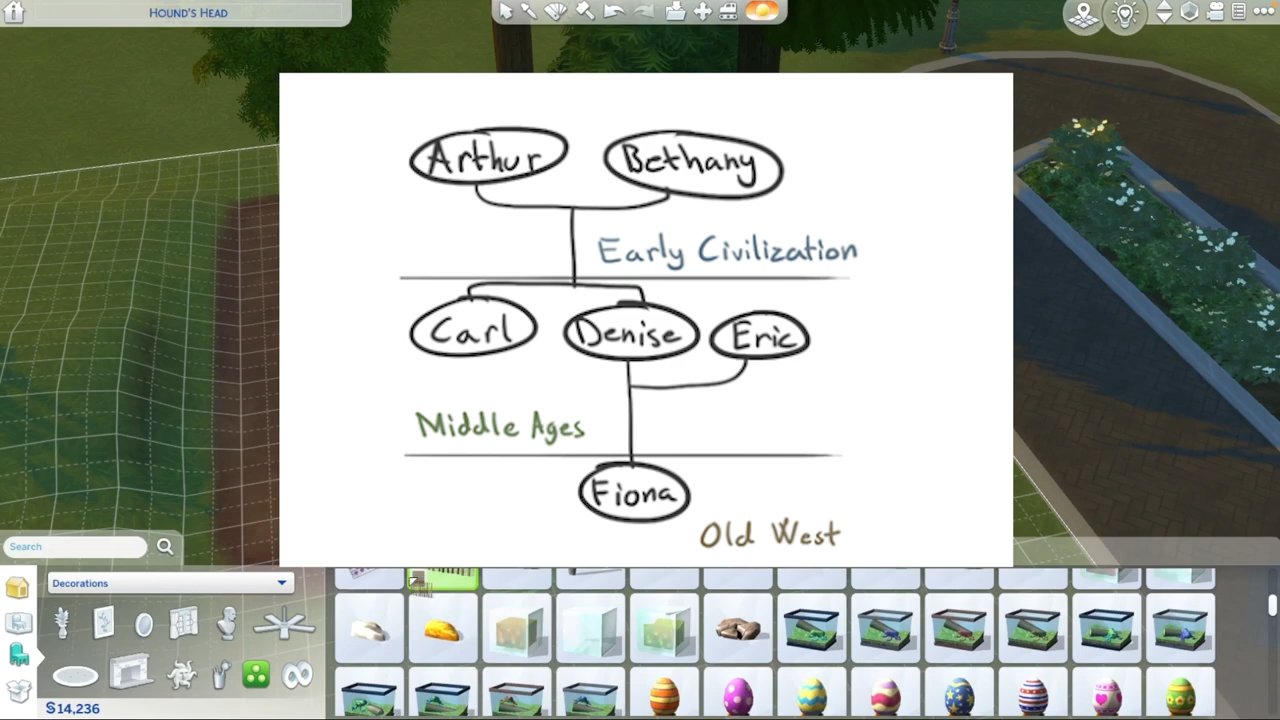 HOUND'S HEAD
Arthur
Bethany
Early Civilization
Carl
Denise
Eric
Middle Ages
Fiona
Old West
Search
Decorations
§14,236